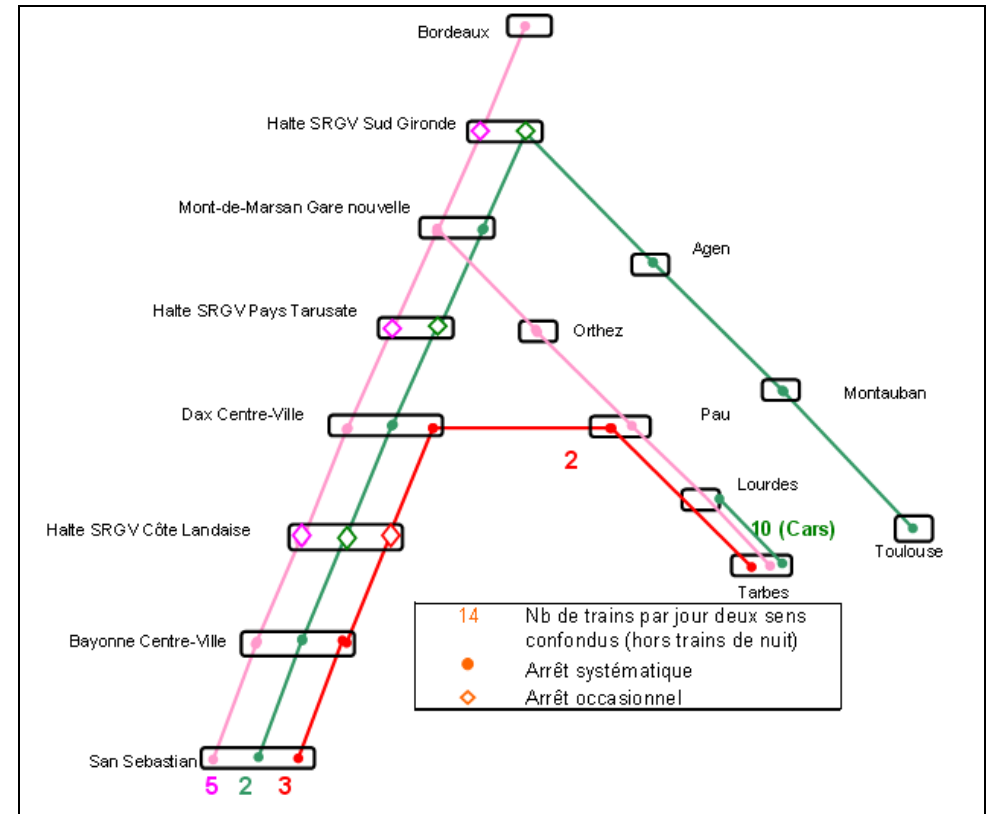 Bordeaux
Halte SRGV Sud Gironde
Mont-de-Marsan Gare nouvelle
Agen
Halte SRGV Pays Tarusate
Orthez
Montauban
Dax Centre-Ville
Pau
2
Lourdes
Halte SRGV Côte Landaise
10 (Cars)
Toulouse
Tarbes
14 Nb de trains par jour deux sens
confondus (hors trains de nuit)
Arrêt systématique
Arrêt occasionnel
Bayonne Centre-Ville
San Sebastian
5 2 3